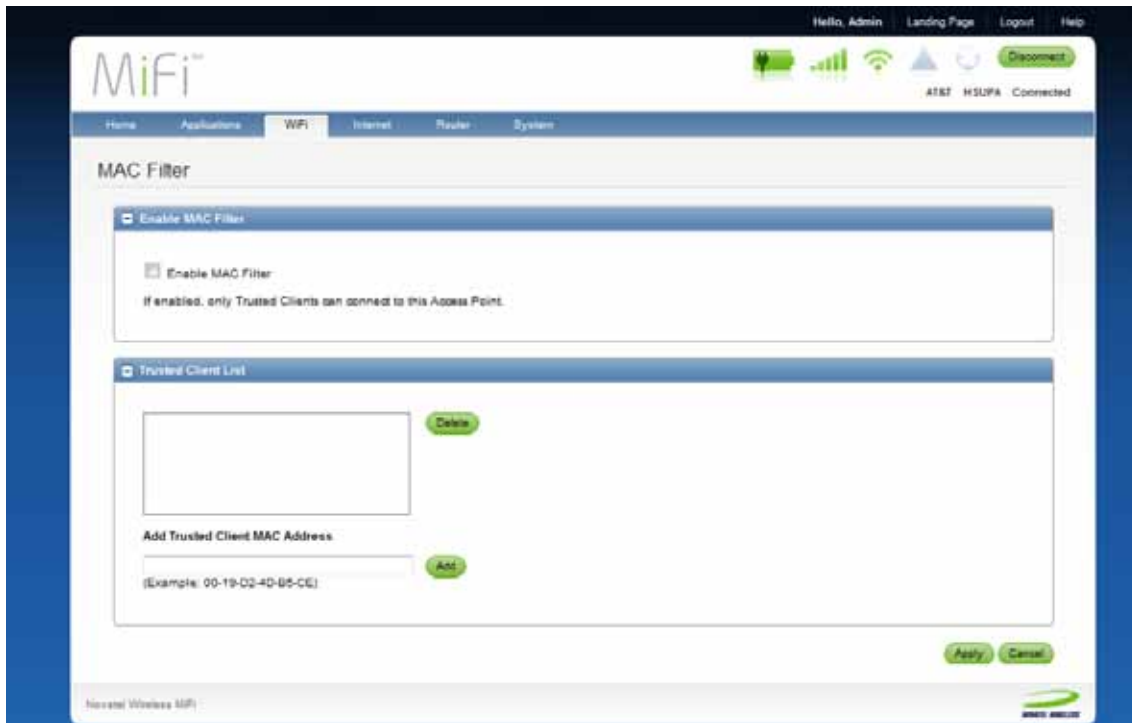 Hello, Admin Landing Page Logout Help
MiFi™
Disconnect
AT&T HSUPA Connected
Home Applications WiFi Internet Router System
MAC Filter
Enable MAC Filter
Enable MAC Filter
If enabled, only Trusted Clients can connect to this Access Point.
Trusted Client List
Delete
Add Trusted Client MAC Address
Add
(Example: 00-19-D2-4D-B5-CE)
Apply Cancel
Novatel Wireless MiFi
NOVATEL WIRELESS